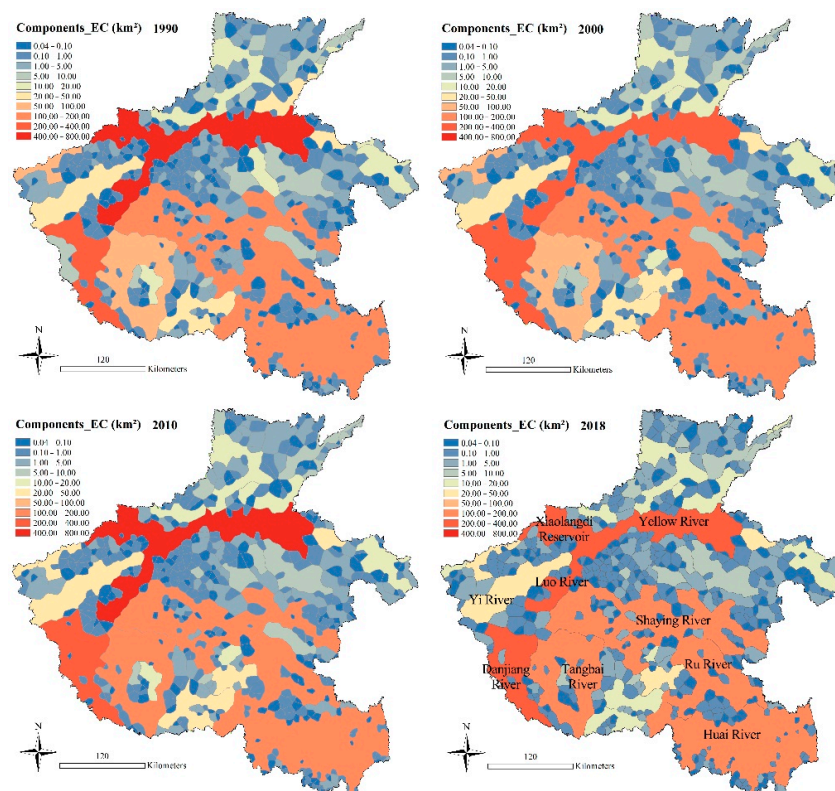 Components_EC (km²) 1990
0.04 – 0.10
0.10 1.00
1.00 – 5.00
5.00 10.00
10.00 20.00
20.00 – 50.00
50.00 100.00
100.00 – 200.00
200.00 – 400.00
400.00 – 800.00
N
120
Kilometers
Components_EC (km²) 2000
0.04 – 0.10
0.10 1.00
1.00 – 5.00
5.00 10.00
10.00 20.00
20.00 – 50.00
50.00 100.00
100.00 – 200.00
200.00 – 400.00
400.00 – 800.00
N
120
Kilometers
Components_EC (km²) 2010
0.04 – 0.10
0.10 – 1.00
1.00 – 5.00
5.00 – 10.00
10.00 – 20.00
20.00 50.00
50.00 – 100.00
100.00 – 200.00
200.00 400.00
400.00 800.00
N
120
Kilometers
Components_EC (km²) 2018
0.04 – 0.10
0.10 – 1.00
1.00 – 5.00
5.00 – 10.00
10.00 20.00
20.00 50.00
50.00 – 100.00
100.00 – 200.00
200.00 – 400.00
400.00 800.00
Xiaolangdi
Reservoir
Yellow River
Luo River
Yi River
Shaying River
Danjiang
River
Tangbai
River
Ru River
Huai River
N
120
Kilometers